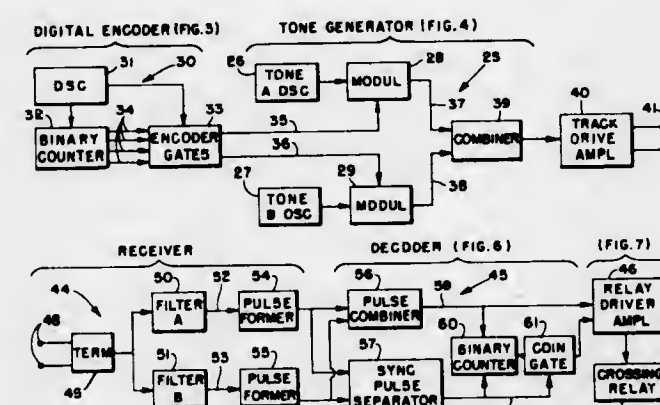 DIGITAL ENCODER (FIG. 3)
TONE GENERATOR (FIG. 4)
31
30
26
28
25
OSC
TONE
A OSC
MODUL
32
34
33
37
39
40
41
BINARY
COUNTER
ENCODER
GATES
35
36
COMBINER
TRACK
DRIVE
AMPL
27
29
38
TONE
B OSC
MODUL
RECEIVER
DECODER (FIG. 6)
(FIG. 7)
50
52
54
56
59
45
46
44
FILTER
A
PULSE
FORMER
PULSE
COMBINER
RELAY
DRIVER
AMPL
48
60
61
TERM
57
BINARY
COUNTER
COIN
GATE
49
51
53
55
FILTER
B
PULSE
FORMER
SYNC
PULSE
SEPARATOR
CROSSING
RELAY